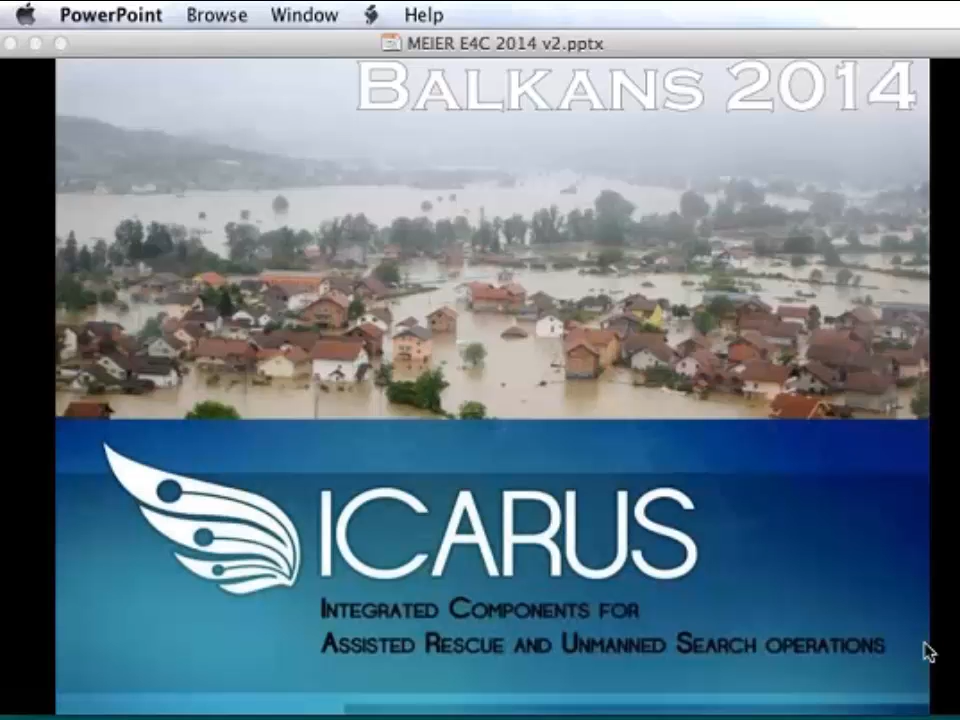 PowerPoint Browse Window Help
MEIER E4C 2014 v2.pptx
BALKANS 2014
ICARUS
INTEGRATED COMPONENTS FOR
ASSISTED RESCUE AND UNMANNED SEARCH OPERATIONS